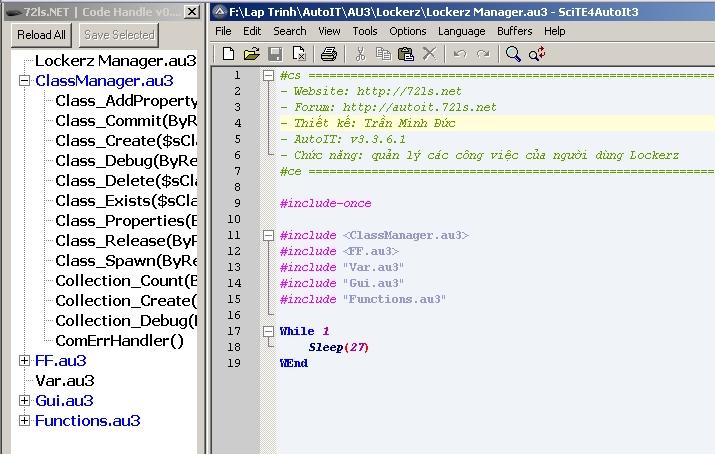 72ls.NET | Code Handle v0....
Reload All Save Selected
Lockerz Manager.au3
ClassManager.au3
Class_AddProperty
Class_Commit(ByRe
Class_Create($sCla
Class_Debug(ByRe
Class_Delete($sCla
Class_Exists($sCla
Class_Properties(B
Class_Release(ByR
Class_Spawn(ByRe
Collection_Count(B
Collection_Create(
Collection_Debug(
ComErrHandler()
FF.au3
Var.au3
Gui.au3
Functions.au3
F:\Lap Trinh\AutoIT\AU3\Lockerz\Lockerz Manager.au3 - SciTE4AutoIt3
File Edit Search View Tools Options Language Buffers Help
1 #cs ==========================================================
2 - Website: http://72ls.net
3 - Forum: http://autoit.72ls.net
4 - Thiết kế: Trần Minh Đức
5 - AutoIT: v3.3.6.1
6 - Chức năng: quản lý các công việc của người dùng Lockerz
7 #ce ==========================================================
8
9 #include-once
10
11 #include <ClassManager.au3>
12 #include <FF.au3>
13 #include "Var.au3"
14 #include "Gui.au3"
15 #include "Functions.au3"
16
17 While 1
18 Sleep(27)
19 WEnd